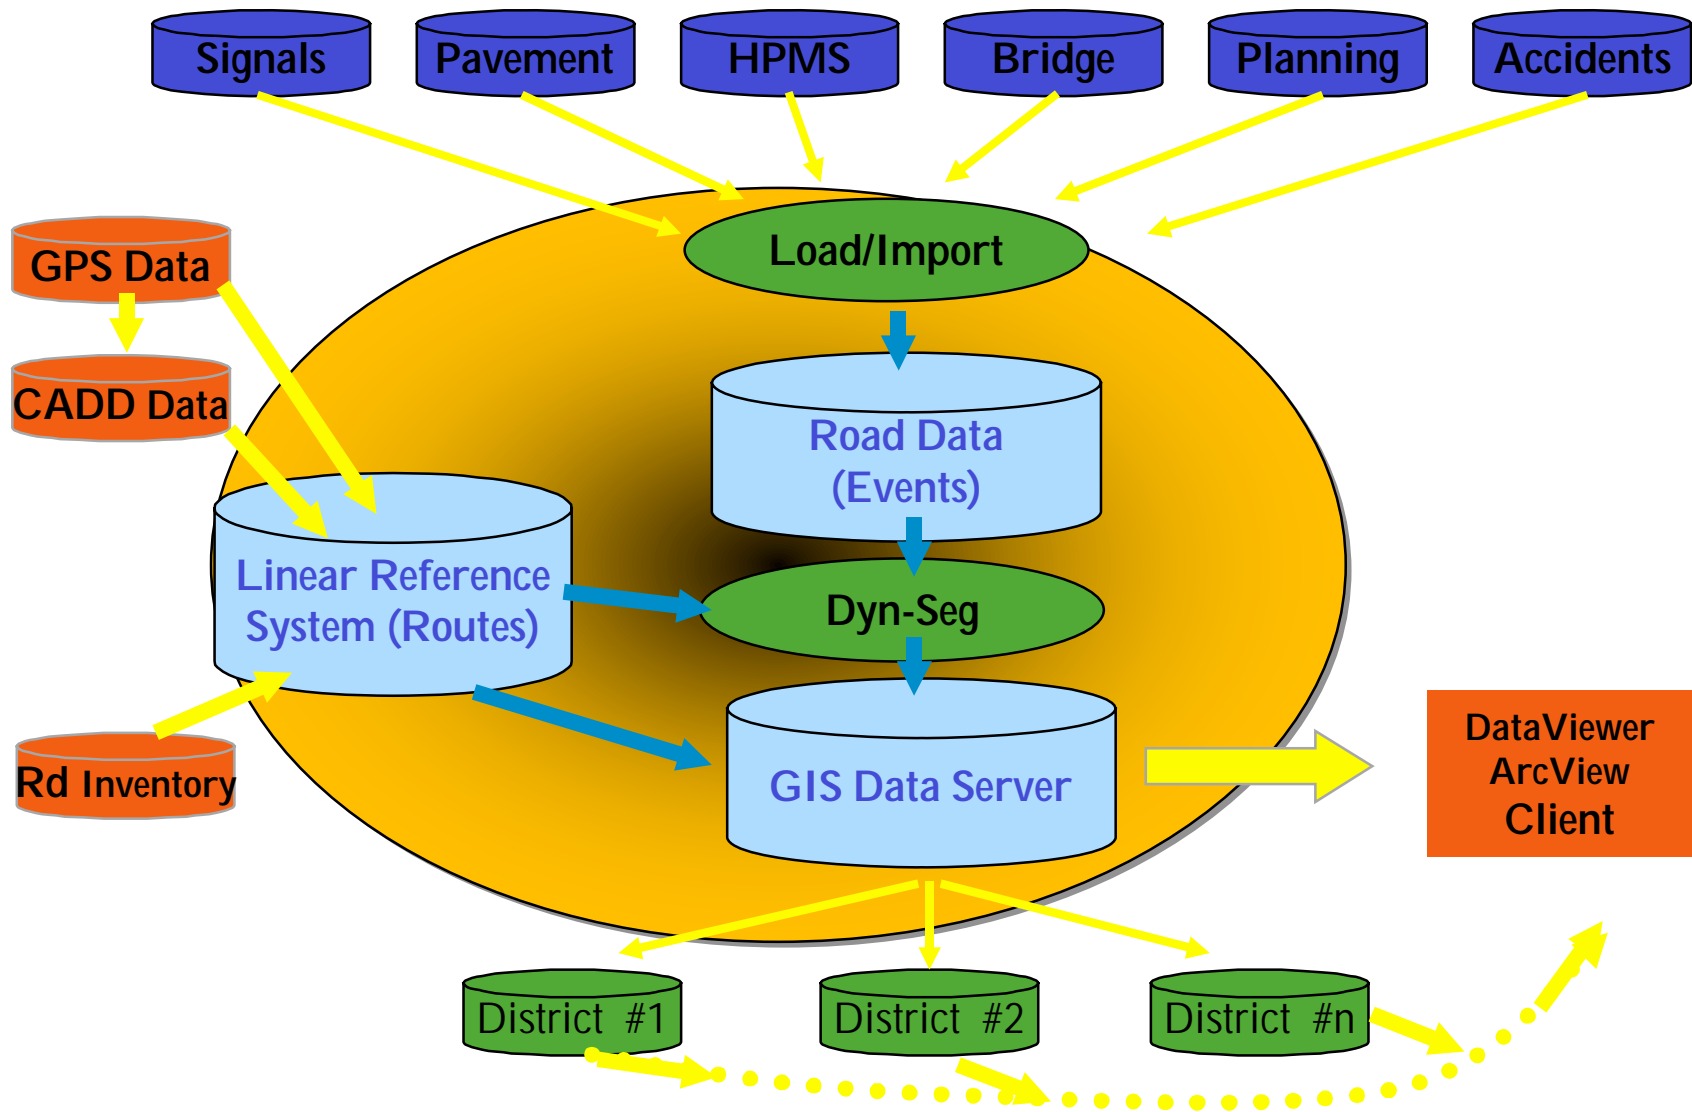 Signals
Pavement
HPMS
Bridge
Planning
Accidents
Load/Import
GPS Data
CADD Data
Road Data
(Events)
Linear Reference
System (Routes)
Dyn-Seg
Rd Inventory
GIS Data Server
DataViewer
ArcView
Client
District #1
District #2
District #n